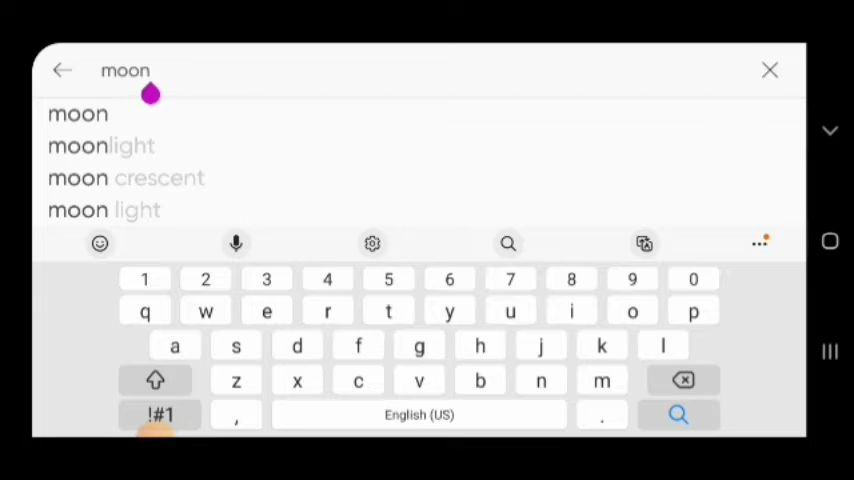 moon
moon
moonlight
moon crescent
moon light
1 2 3 4 5 6 7 8 9 0
q w e r t y u i o p
a s d f g h j k l
z x c v b n m
!#1 , English (US) .